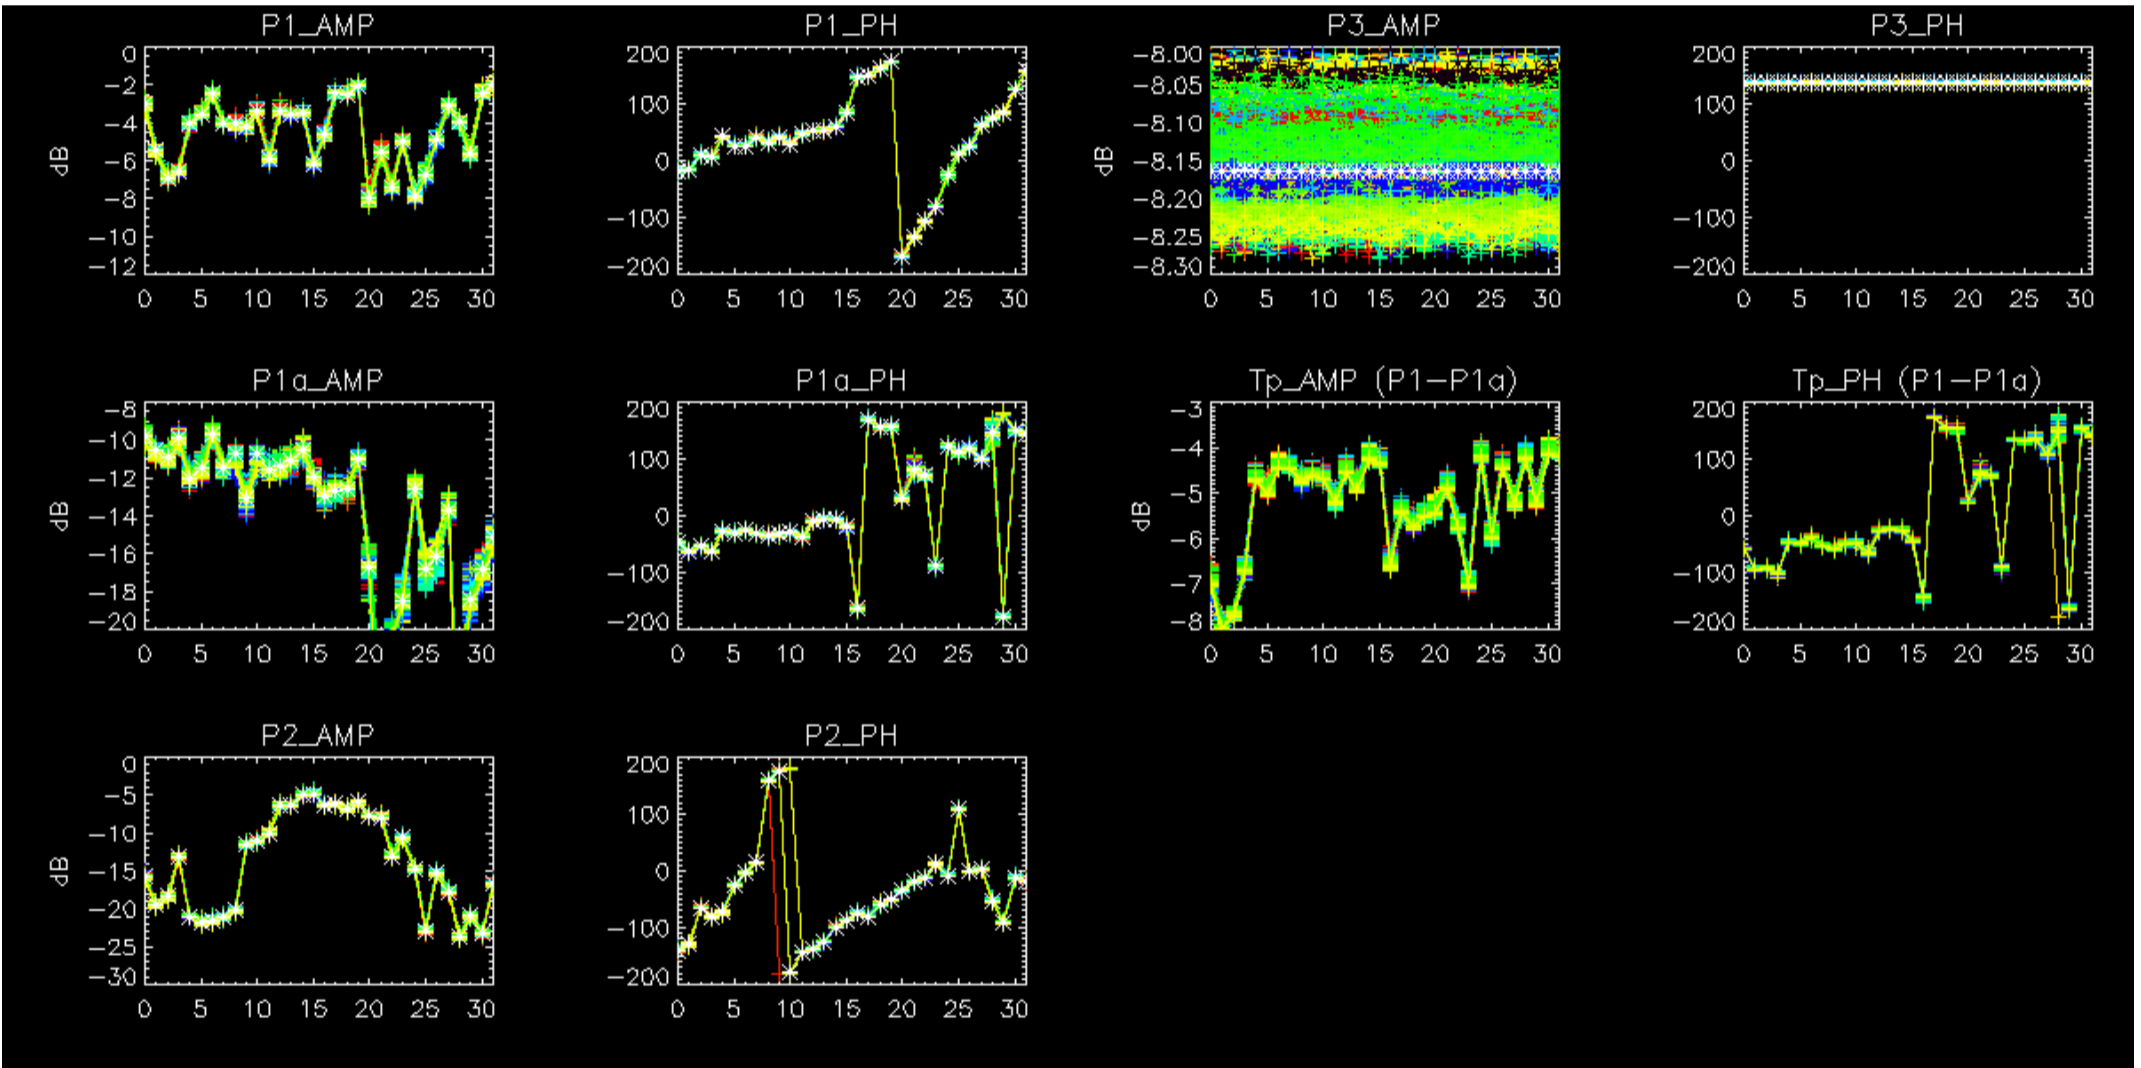 P1_AMP
0
−2
−4
−6
−8
−10
−12
dB
0 5 10 15 20 25 30
P1_PH
200
100
0
−100
−200
0 5 10 15 20 25 30
P3_AMP
−8.00
−8.05
−8.10
−8.15
−8.20
−8.25
−8.30
dB
0 5 10 15 20 25 30
P3_PH
200
100
0
−100
−200
0 5 10 15 20 25 30
P1a_AMP
−8
−10
−12
−14
−16
−18
−20
dB
0 5 10 15 20 25 30
P1a_PH
200
100
0
−100
−200
0 5 10 15 20 25 30
Tp_AMP (P1−P1a)
−3
−4
−5
−6
−7
−8
dB
0 5 10 15 20 25 30
Tp_PH (P1−P1a)
200
100
0
−100
−200
0 5 10 15 20 25 30
P2_AMP
0
−5
−10
−15
−20
−25
−30
dB
0 5 10 15 20 25 30
P2_PH
200
100
0
−100
−200
0 5 10 15 20 25 30